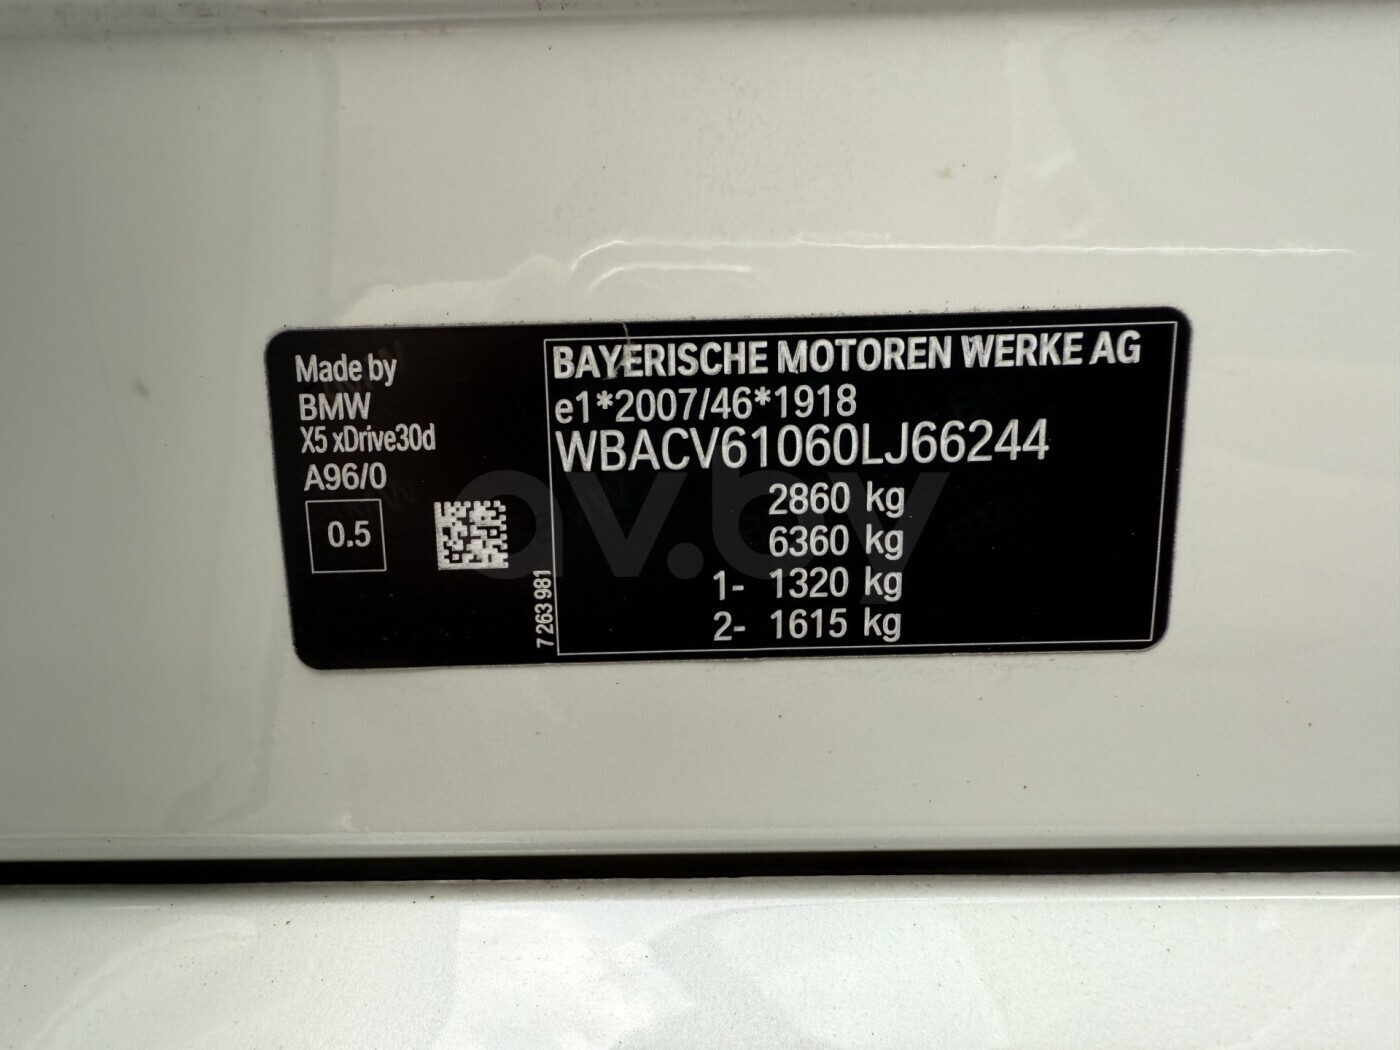 Made by
BMW
X5 xDrive30d
A96/0
0.5
7 263 981
BAYERISCHE MOTOREN WERKE AG
e1*2007/46*1918
WBACV61060LJ66244
2860 kg
6360 kg
1- 1320 kg
2- 1615 kg
av.by